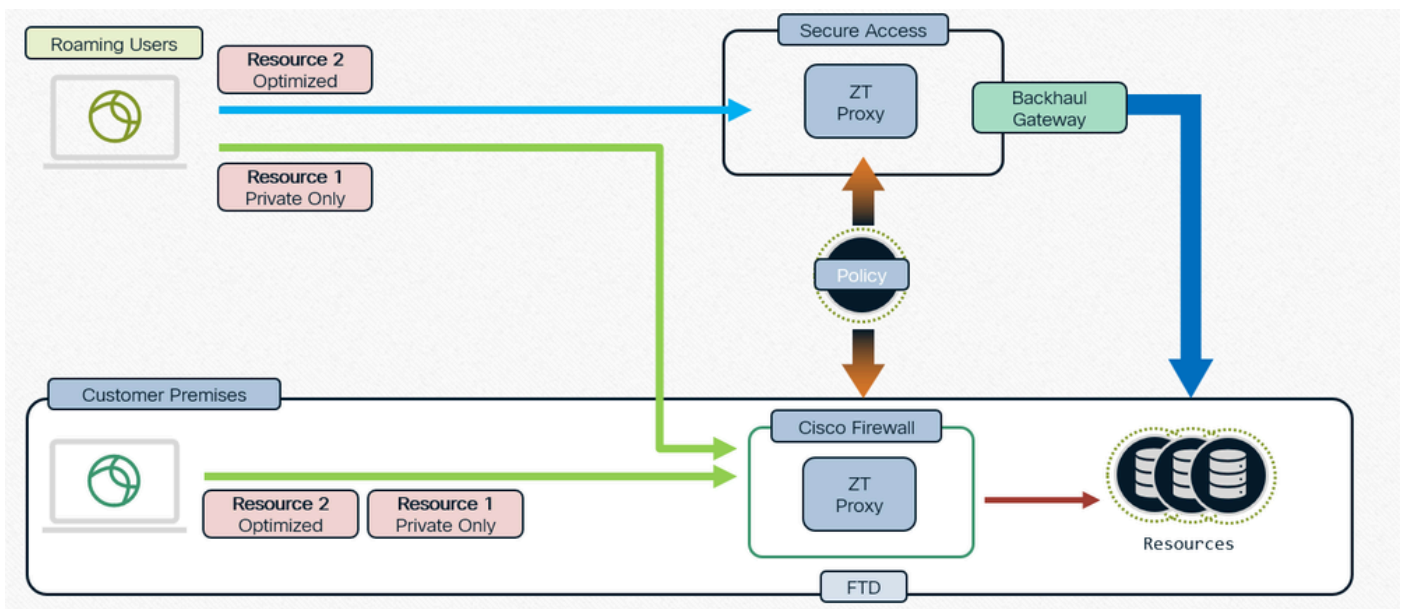 Roaming Users
Resource 2
Optimized
Resource 1
Private Only
Secure Access
ZT
Proxy
Backhaul
Gateway
Policy
Customer Premises
Resource 2
Optimized
Resource 1
Private Only
Cisco Firewall
ZT
Proxy
Resources
FTD